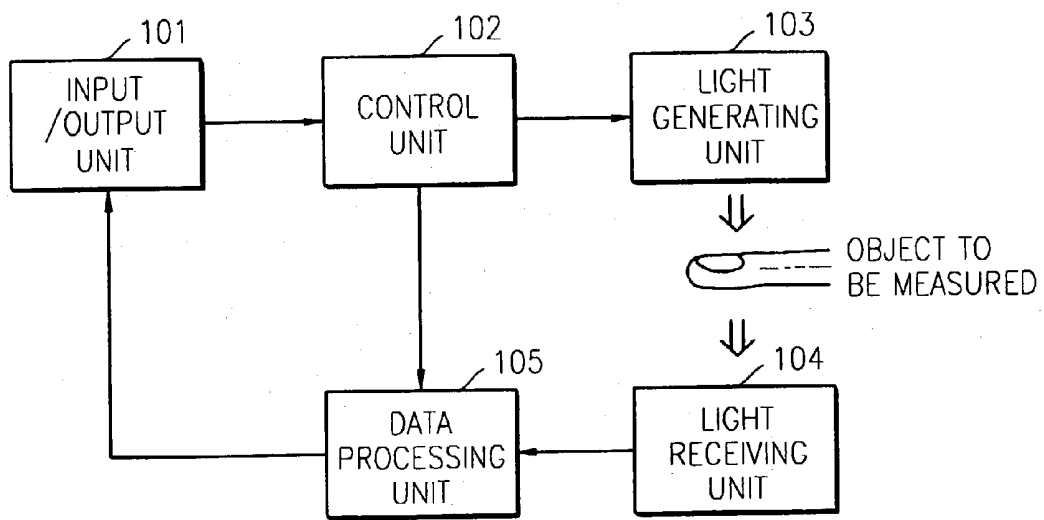 101
INPUT
/OUTPUT
UNIT
102
CONTROL
UNIT
103
LIGHT
GENERATING
UNIT
OBJECT TO
BE MEASURED
105
DATA
PROCESSING
UNIT
104
LIGHT
RECEIVING
UNIT